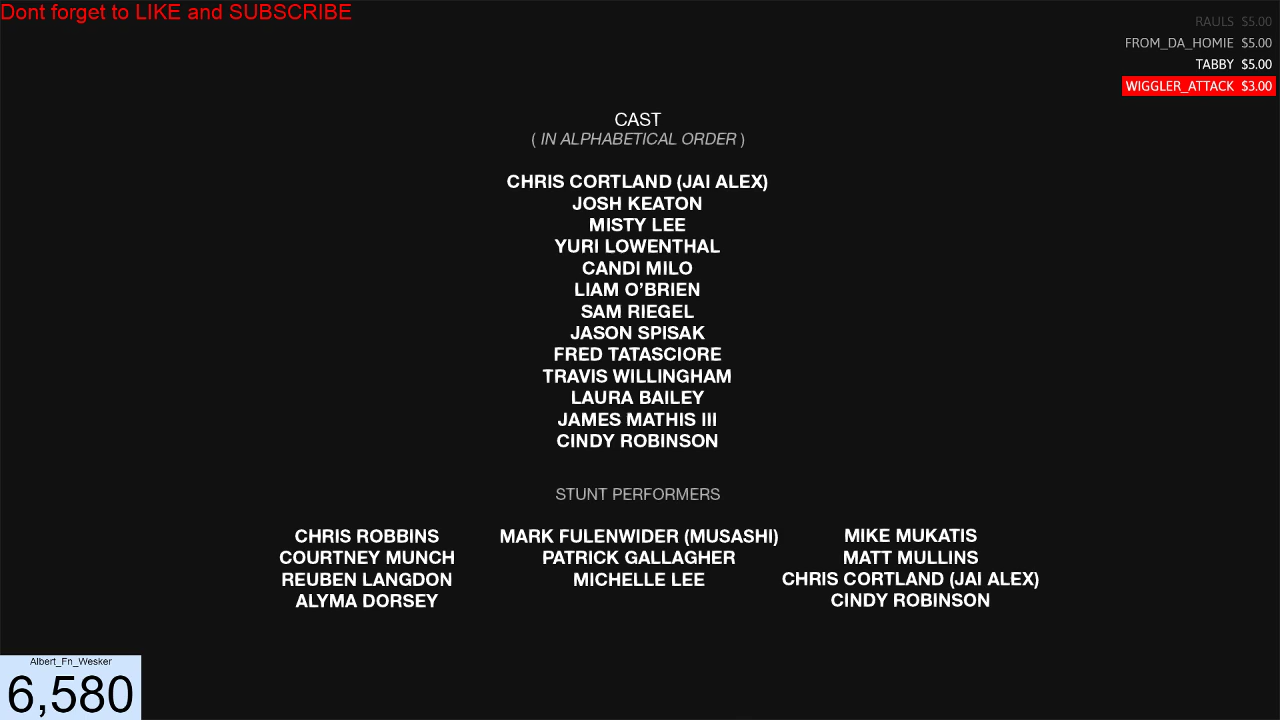 Dont forget to LIKE and SUBSCRIBE
RAULS $5.00
FROM_DA_HOMIE $5.00
TABBY $5.00
WIGGLER_ATTACK $3.00
CAST
( IN ALPHABETICAL ORDER )
CHRIS CORTLAND (JAI ALEX)
JOSH KEATON
MISTY LEE
YURI LOWENTHAL
CANDI MILO
LIAM O’BRIEN
SAM RIEGEL
JASON SPISAK
FRED TATASCIORE
TRAVIS WILLINGHAM
LAURA BAILEY
JAMES MATHIS III
CINDY ROBINSON
STUNT PERFORMERS
CHRIS ROBBINS
COURTNEY MUNCH
REUBEN LANGDON
ALYMA DORSEY
MARK FULENWIDER (MUSASHI)
PATRICK GALLAGHER
MICHELLE LEE
MIKE MUKATIS
MATT MULLINS
CHRIS CORTLAND (JAI ALEX)
CINDY ROBINSON
Albert_Fn_Wesker
6,580